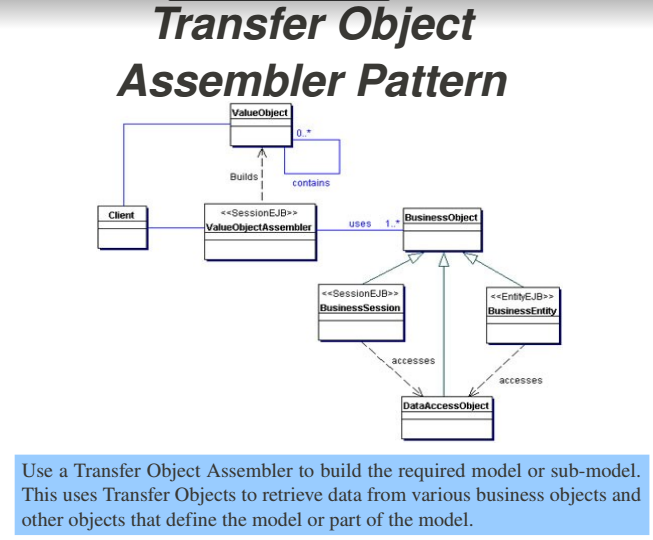 Transfer Object
Assembler Pattern
ValueObject
0..*
Builds
contains
Client
<<SessionEJB>>
ValueObjectAssembler
uses 1..*
BusinessObject
<<SessionEJB>>
BusinessSession
<<EntityEJB>>
BusinessEntity
accesses
accesses
DataAccessObject
Use a Transfer Object Assembler to build the required model or sub-model.
This uses Transfer Objects to retrieve data from various business objects and
other objects that define the model or part of the model.